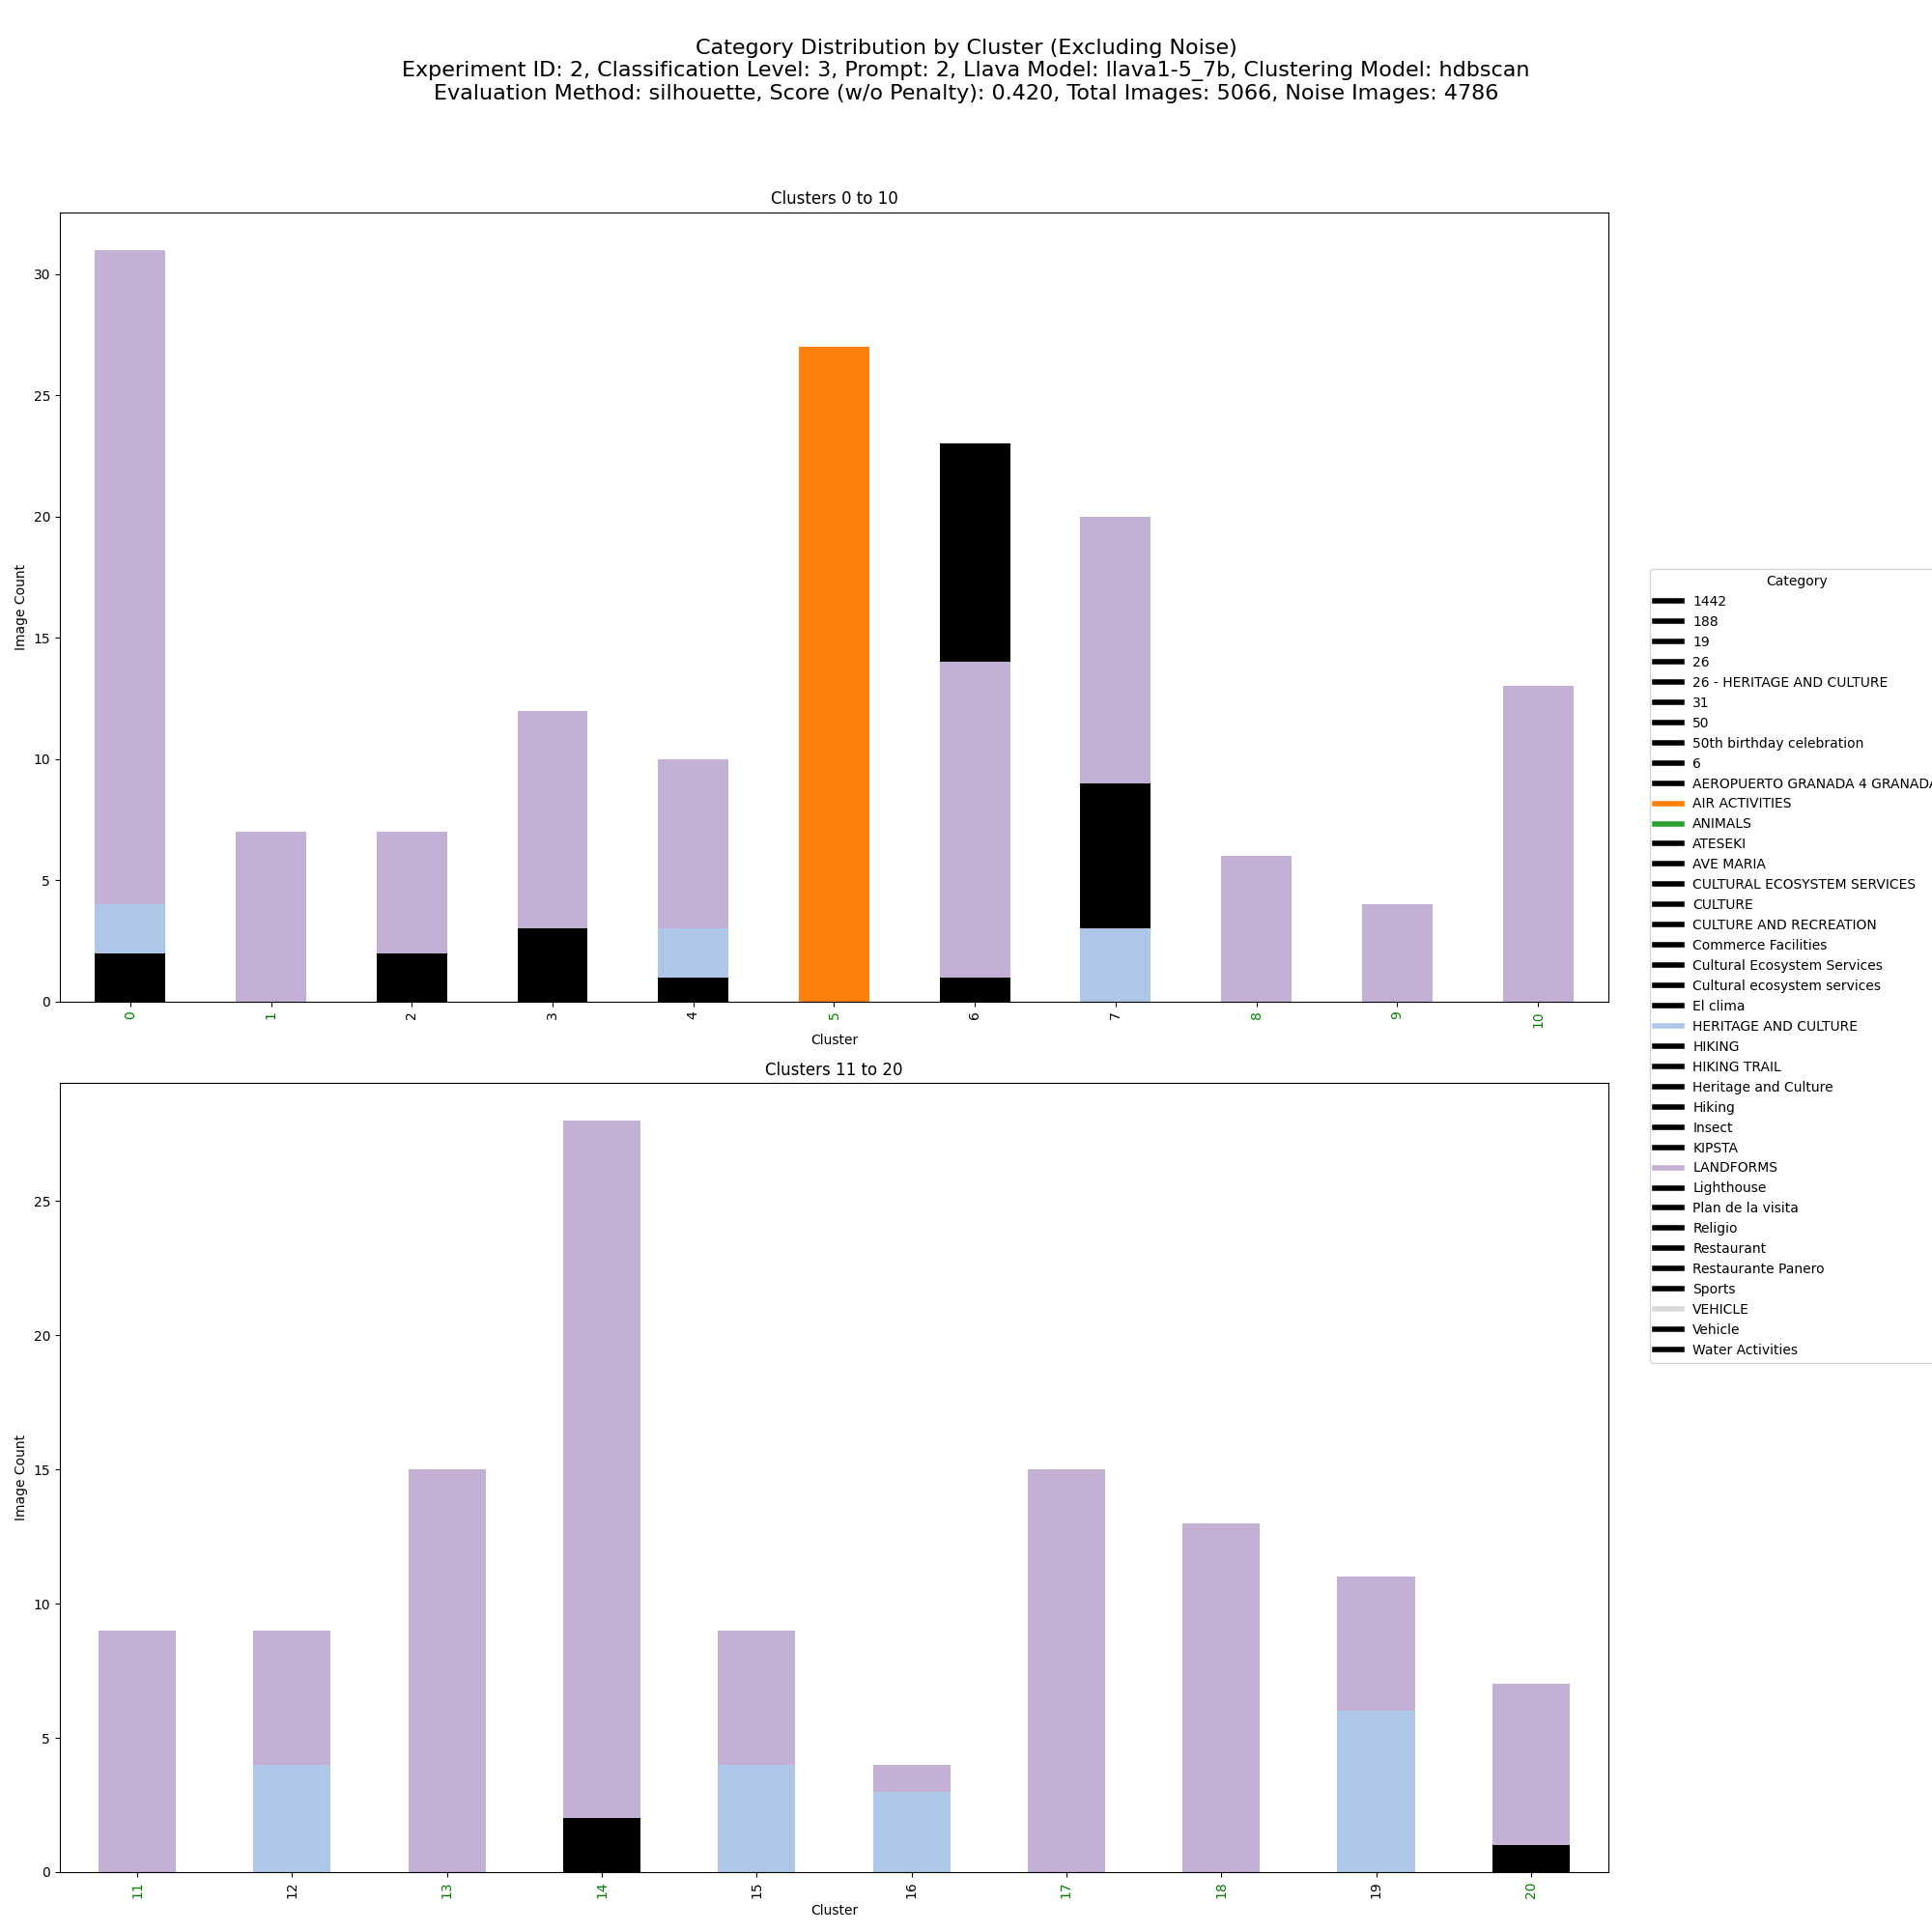 Category Distribution by Cluster (Excluding Noise)
Experiment ID: 2, Classification Level: 3, Prompt: 2, Llava Model: llava1-5_7b, Clustering Model: hdbscan
Evaluation Method: silhouette, Score (w/o Penalty): 0.420, Total Images: 5066, Noise Images: 4786
Clusters 0 to 10
Image Count
30
25
20
15
10
5
0
0 1 2 3 4 5 6 7 8 9 10
Cluster
Clusters 11 to 20
Image Count
25
20
15
10
5
0
11 12 13 14 15 16 17 18 19 20
Cluster
Category
1442
188
19
26
26 - HERITAGE AND CULTURE
31
50
50th birthday celebration
6
AEROPUERTO GRANADA 4 GRANADA
AIR ACTIVITIES
ANIMALS
ATESEKI
AVE MARIA
CULTURAL ECOSYSTEM SERVICES
CULTURE
CULTURE AND RECREATION
Commerce Facilities
Cultural Ecosystem Services
Cultural ecosystem services
El clima
HERITAGE AND CULTURE
HIKING
HIKING TRAIL
Heritage and Culture
Hiking
Insect
KIPSTA
LANDFORMS
Lighthouse
Plan de la visita
Religio
Restaurant
Restaurante Panero
Sports
VEHICLE
Vehicle
Water Activities